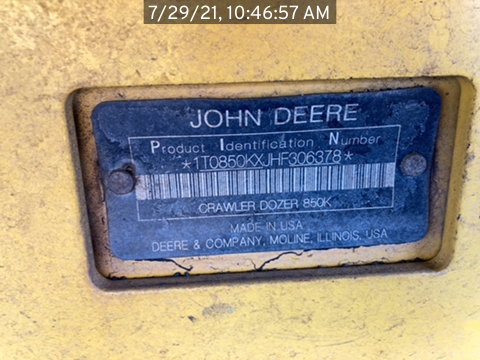 7/29/21, 10:46:57 AM
JOHN DEERE
Product Identification Number
*1T0850KXJHF306378*
CRAWLER DOZER 850K
MADE IN USA
DEERE & COMPANY, MOLINE, ILLINOIS, USA